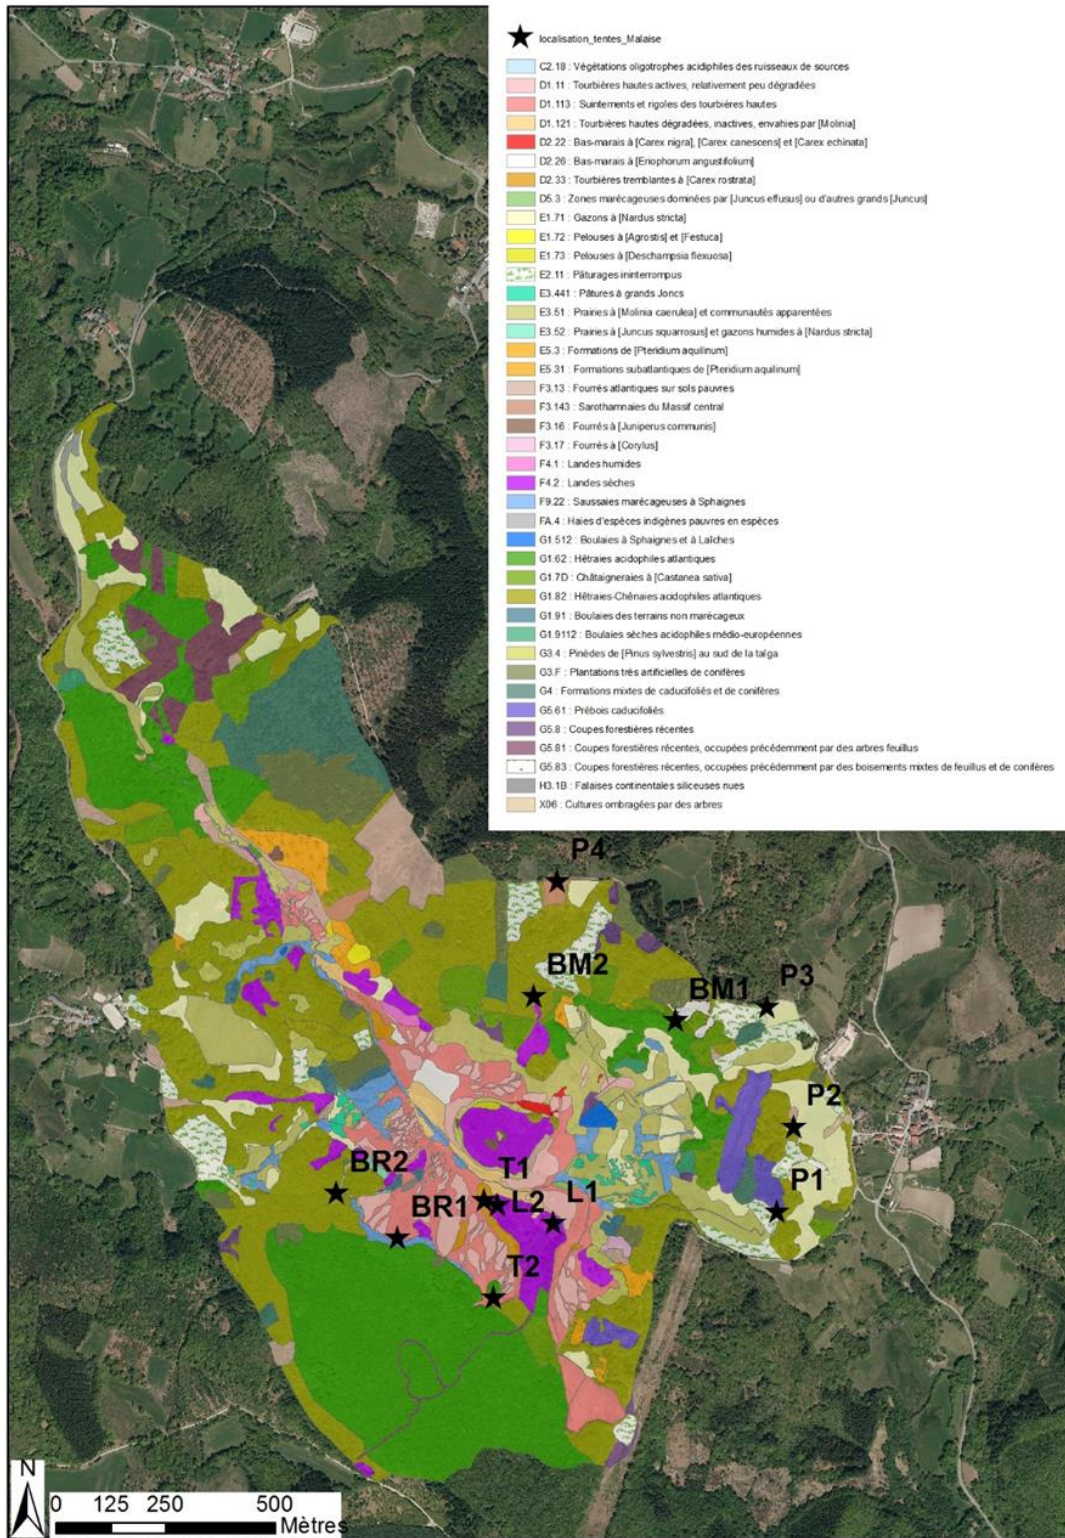 localisation_tentes_Malaise
C2.18 : Végétations oligotrophes acidiphiles des ruisseaux de sources
D1.11 : Tourbières hautes actives, relativement peu dégradées
D1.113 : Suintements et rigoles des tourbières hautes
D1.121 : Tourbières hautes dégradées, inactives, envahies par [Molinia]
D2.22 : Bas-marais à [Carex nigra], [Carex canescens] et [Carex echinata]
D2.26 : Bas-marais à [Eriophorum angustifolium]
D2.33 : Tourbières tremblantes à [Carex rostrata]
D5.3 : Zones marécageuses dominées par [Juncus effusus] ou d'autres grands [Juncus]
E1.71 : Gazons à [Nardus stricta]
E1.72 : Pelouses à [Agrostis] et [Festuca]
E1.73 : Pelouses à [Deschampsia flexuosa]
E2.11 : Pâturages ininterrompus
E3.441 : Pâtures à grands Joncs
E3.51 : Prairies à [Molinia caerulea] et communautés apparentées
E3.52 : Prairies à [Juncus squarrosus] et gazons humides à [Nardus stricta]
E5.3 : Formations de [Pteridium aquilinum]
E5.31 : Formations subatlantiques de [Pteridium aquilinum]
F3.13 : Fourrés atlantiques sur sols pauvres
F3.143 : Sarothamnaies du Massif central
F3.16 : Fourrés à [Juniperus communis]
F3.17 : Fourrés à [Corylus]
F4.1 : Landes humides
F4.2 : Landes sèches
F9.22 : Saussaies marécageuses à Sphaignes
FA.4 : Haies d'espèces indigènes pauvres en espèces
G1.512 : Boulaies à Sphaignes et à Laîches
G1.62 : Hêtraies acidophiles atlantiques
G1.7D : Châtaigneraies à [Castanea sativa]
G1.82 : Hêtraies-Chênaies acidophiles atlantiques
G1.91 : Boulaies des terrains non marécageux
G1.9112 : Boulaies sèches acidophiles médio-européennes
G3.4 : Pinèdes de [Pinus sylvestris] au sud de la taïga
G3.F : Plantations très artificielles de conifères
G4 : Formations mixtes de caducifoliés et de conifères
G5.61 : Prébois caducifoliés
G5.8 : Coupes forestières récentes
G5.81 : Coupes forestières récentes, occupées précédemment par des arbres feuillus
G5.83 : Coupes forestières récentes, occupées précédemment par des boisements mixtes de feuillus et de conifères
H3.1B : Falaises continentales siliceuses nues
X06 : Cultures ombragées par des arbres
P4
BM2
BM1
P3
P2
BR2
T1
P1
BR1
L2
L1
T2
N
0 125 250 500
Mètres